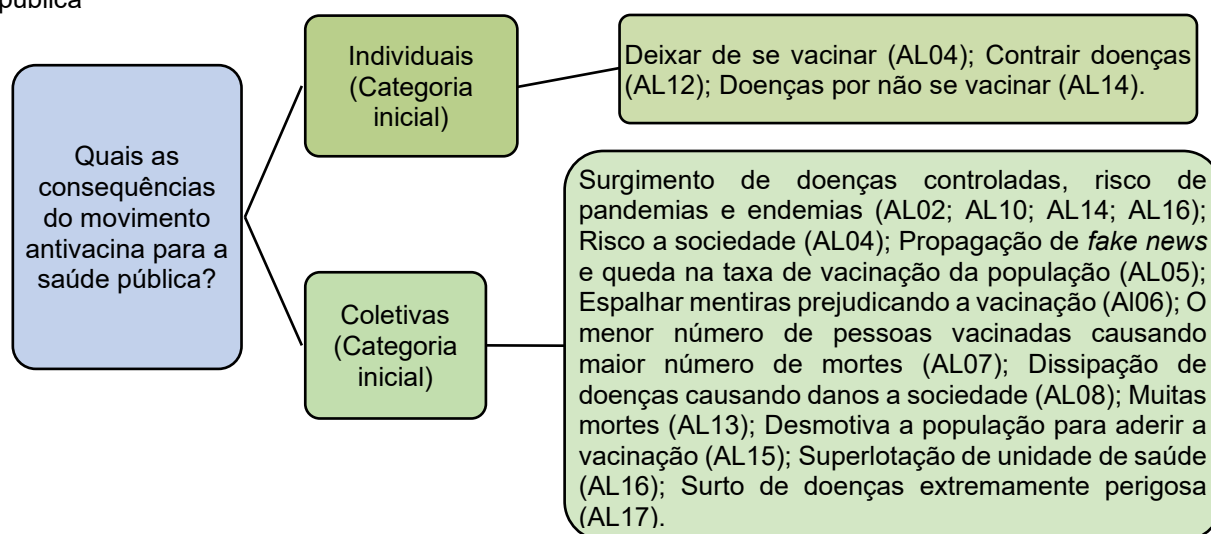 pública
Individuais
(Categoria
inicial)
Deixar de se vacinar (AL04); Contrair doenças
(AL12); Doenças por não se vacinar (AL14).
Quais as
consequências
do movimento
antivacina para a
saúde pública?
Coletivas
(Categoria
inicial)
Surgimento de doenças controladas, risco de
pandemias e endemias (AL02; AL10; AL14; AL16);
Risco a sociedade (AL04); Propagação de fake news
e queda na taxa de vacinação da população (AL05);
Espalhar mentiras prejudicando a vacinação (Al06); O
menor número de pessoas vacinadas causando
maior número de mortes (AL07); Dissipação de
doenças causando danos a sociedade (AL08); Muitas
mortes (AL13); Desmotiva a população para aderir a
vacinação (AL15); Superlotação de unidade de saúde
(AL16); Surto de doenças extremamente perigosa
(AL17).